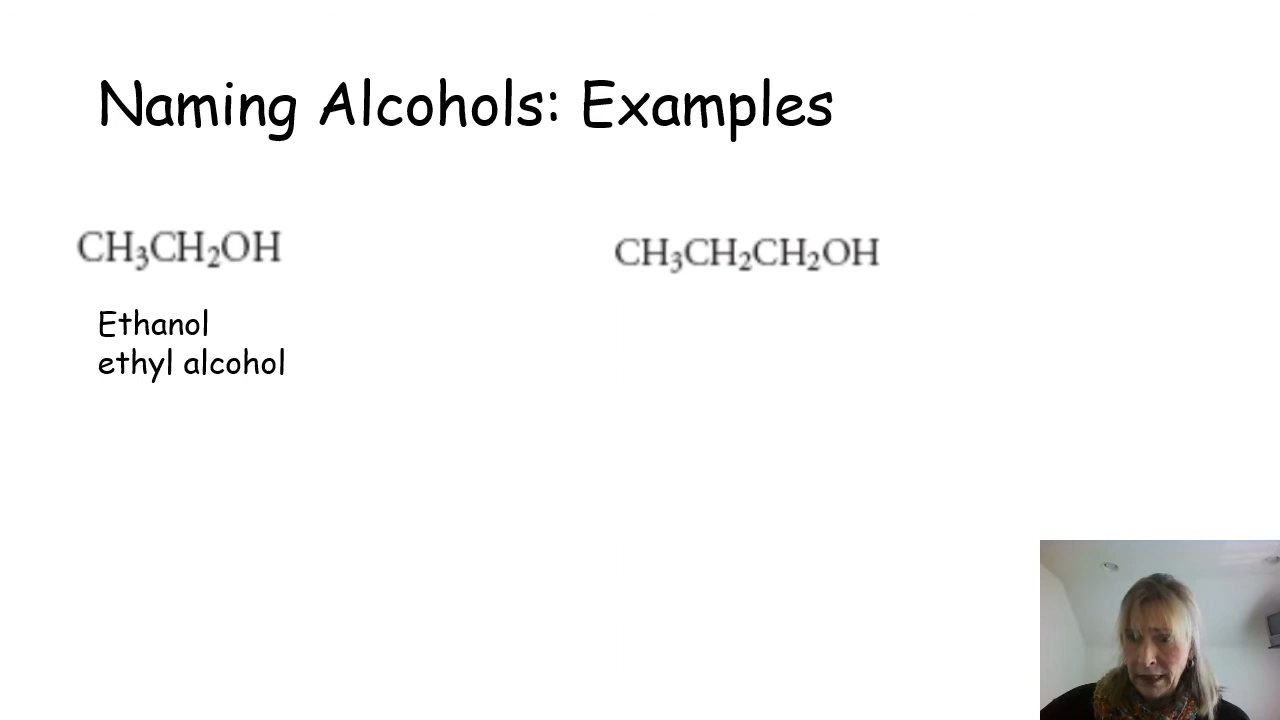 Naming Alcohols: Examples
CH₃CH₂OH
CH₃CH₂CH₂OH
Ethanol
ethyl alcohol